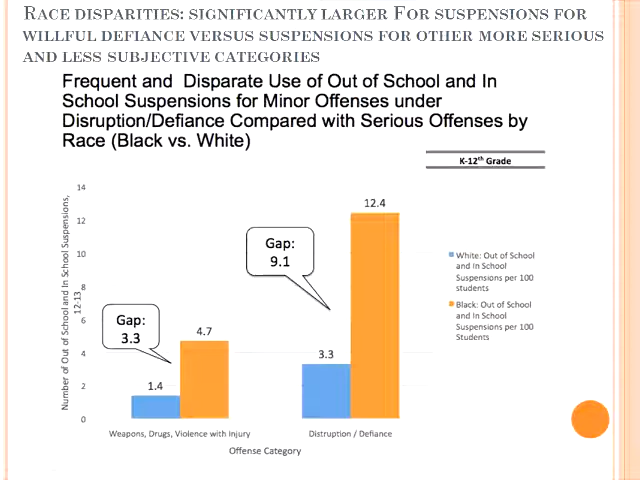 RACE DISPARITIES: SIGNIFICANTLY LARGER FOR SUSPENSIONS FOR
WILLFUL DEFIANCE VERSUS SUSPENSIONS FOR OTHER MORE SERIOUS
AND LESS SUBJECTIVE CATEGORIES
Frequent and Disparate Use of Out of School and In
School Suspensions for Minor Offenses under
Disruption/Defiance Compared with Serious Offenses by
Race (Black vs. White)
K-12th Grade
Number of Out of School and In School Suspensions,
12-13
14
12
10
8
6
4
2
0
Gap:
3.3
Gap:
9.1
1.4
4.7
3.3
12.4
Weapons, Drugs, Violence with Injury
Distruption / Defiance
Offense Category
White: Out of School
and In School
Suspensions per 100
students
Black: Out of School
and In School
Suspensions per 100
Students